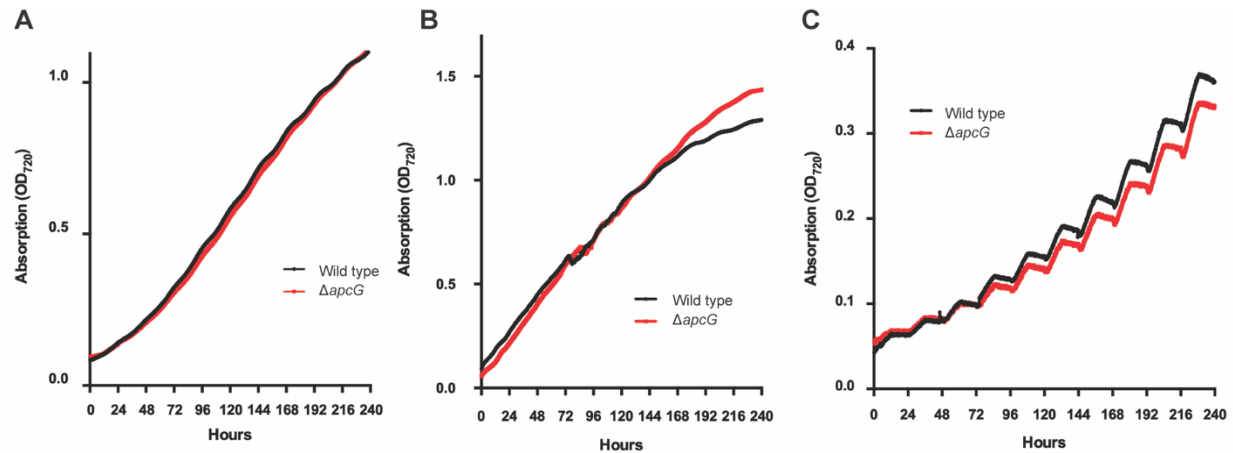 A
Absorption (OD720)
1.0
0.5
0.0
Wild type
ΔapcG
0 24 48 72 96 120 144 168 192 216 240
Hours
B
Absorption (OD720)
1.5
1.0
0.5
0.0
Wild type
ΔapcG
0 24 48 72 96 120 144 168 192 216 240
Hours
C
Absorption (OD720)
0.4
0.3
0.2
0.1
0.0
Wild type
ΔapcG
0 24 48 72 96 120 144 168 192 216 240
Hours